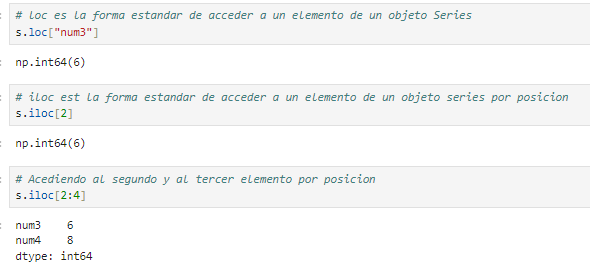 # loc es la forma estandar de acceder a un elemento de un objeto Series
s.loc["num3"]
np.int64(6)
# iloc est la forma estandar de acceder a un elemento de un objeto series por posicion
s.iloc[2]
np.int64(6)
# Acediendo al segundo y al tercer elemento por posicion
s.iloc[2:4]
num3    6
num4    8
dtype: int64